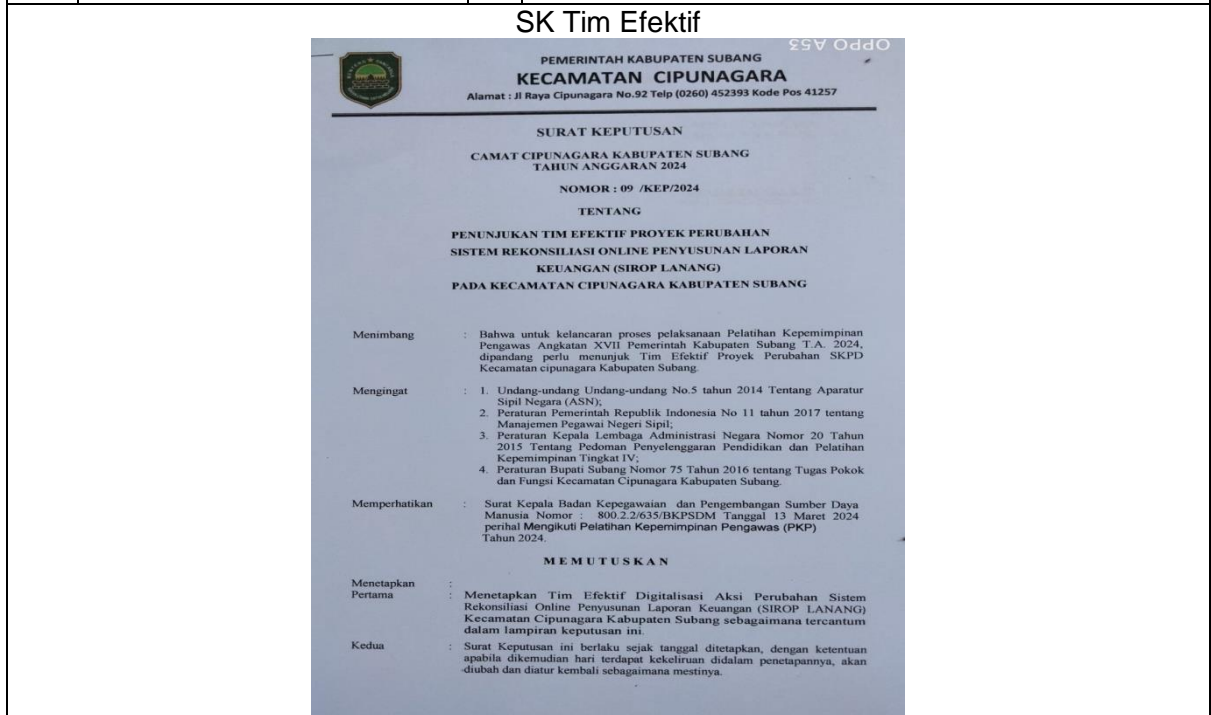 SK Tim Efektif
OPPO A53
PEMERINTAH KABUPATEN SUBANG
KECAMATAN CIPUNAGARA
Alamat : Jl Raya Cipunagara No.92 Telp (0260) 452393 Kode Pos 41257
SURAT KEPUTUSAN
CAMAT CIPUNAGARA KABUPATEN SUBANG
TAHUN ANGGARAN 2024
NOMOR : 09 /KEP/2024
TENTANG
PENUNJUKAN TIM EFEKTIF PROYEK PERUBAHAN
SISTEM REKONSILIASI ONLINE PENYUSUNAN LAPORAN
KEUANGAN (SIROP LANANG)
PADA KECAMATAN CIPUNAGARA KABUPATEN SUBANG
Menimbang : Bahwa untuk kelancaran proses pelaksanaan Pelatihan Kepemimpinan
Pengawas Angkatan XVII Pemerintah Kabupaten Subang T.A. 2024,
dipandang perlu menunjuk Tim Efektif Proyek Perubahan SKPD
Kecamatan cipunagara Kabupaten Subang.
Mengingat : 1. Undang-undang Undang-undang No.5 tahun 2014 Tentang Aparatur
Sipil Negara (ASN);
2. Peraturan Pemerintah Republik Indonesia No 11 tahun 2017 tentang
Manajemen Pegawai Negeri Sipil;
3. Peraturan Kepala Lembaga Administrasi Negara Nomor 20 Tahun
2015 Tentang Pedoman Penyelenggaran Pendidikan dan Pelatihan
Kepemimpinan Tingkat IV;
4. Peraturan Bupati Subang Nomor 75 Tahun 2016 tentang Tugas Pokok
dan Fungsi Kecamatan Cipunagara Kabupaten Subang.
Memperhatikan : Surat Kepala Badan Kepegawaian dan Pengembangan Sumber Daya
Manusia Nomor : 800.2.2/635/BKPSDM Tanggal 13 Maret 2024
perihal Mengikuti Pelatihan Kepemimpinan Pengawas (PKP)
Tahun 2024.
M E M U T U S K A N
Menetapkan :
Pertama : Menetapkan Tim Efektif Digitalisasi Aksi Perubahan Sistem
Rekonsiliasi Online Penyusunan Laporan Keuangan (SIROP LANANG)
Kecamatan Cipunagara Kabupaten Subang sebagaimana tercantum
dalam lampiran keputusan ini.
Kedua : Surat Keputusan ini berlaku sejak tanggal ditetapkan, dengan ketentuan
apabila dikemudian hari terdapat kekeliruan didalam penetapannya, akan
diubah dan diatur kembali sebagaimana mestinya.